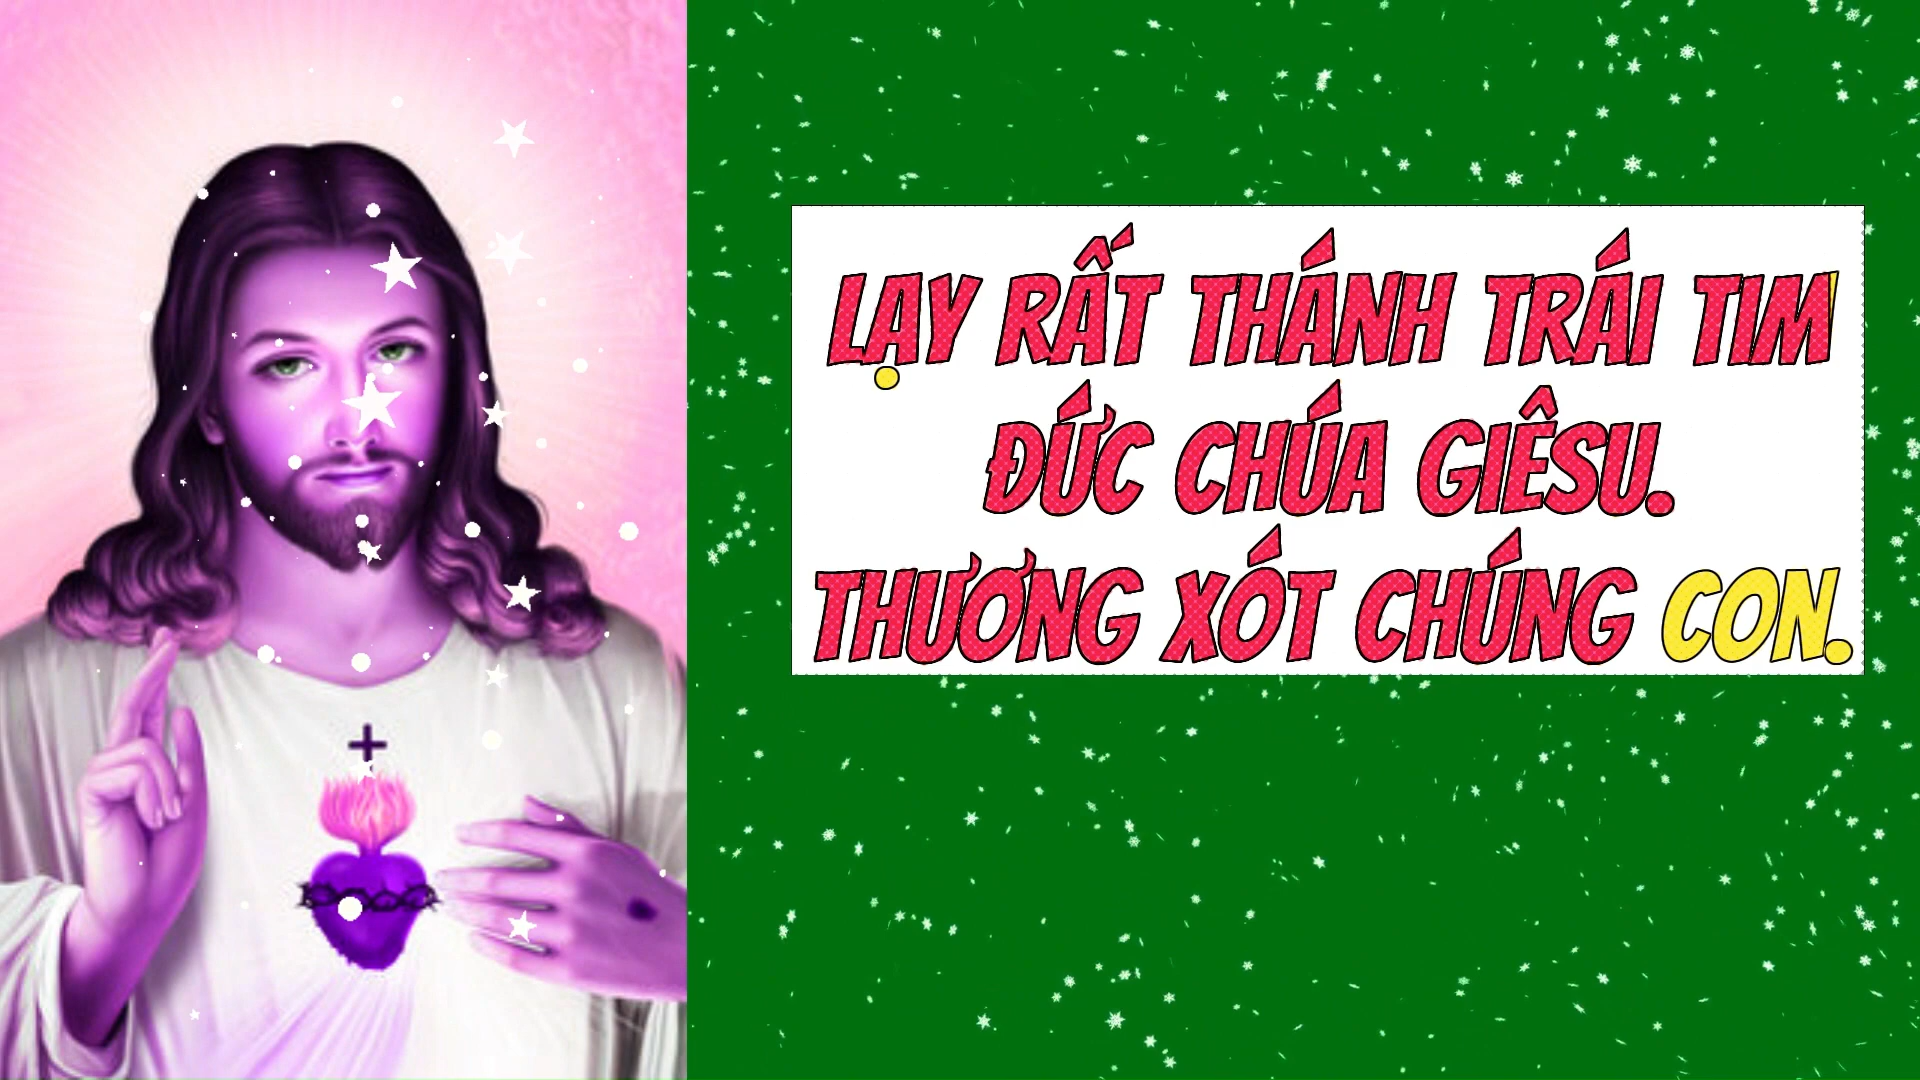 LẠY RẤT THÁNH TRÁI TIM
ĐỨC CHÚA GIÊSU.
THƯƠNG XÓT CHÚNG CON.